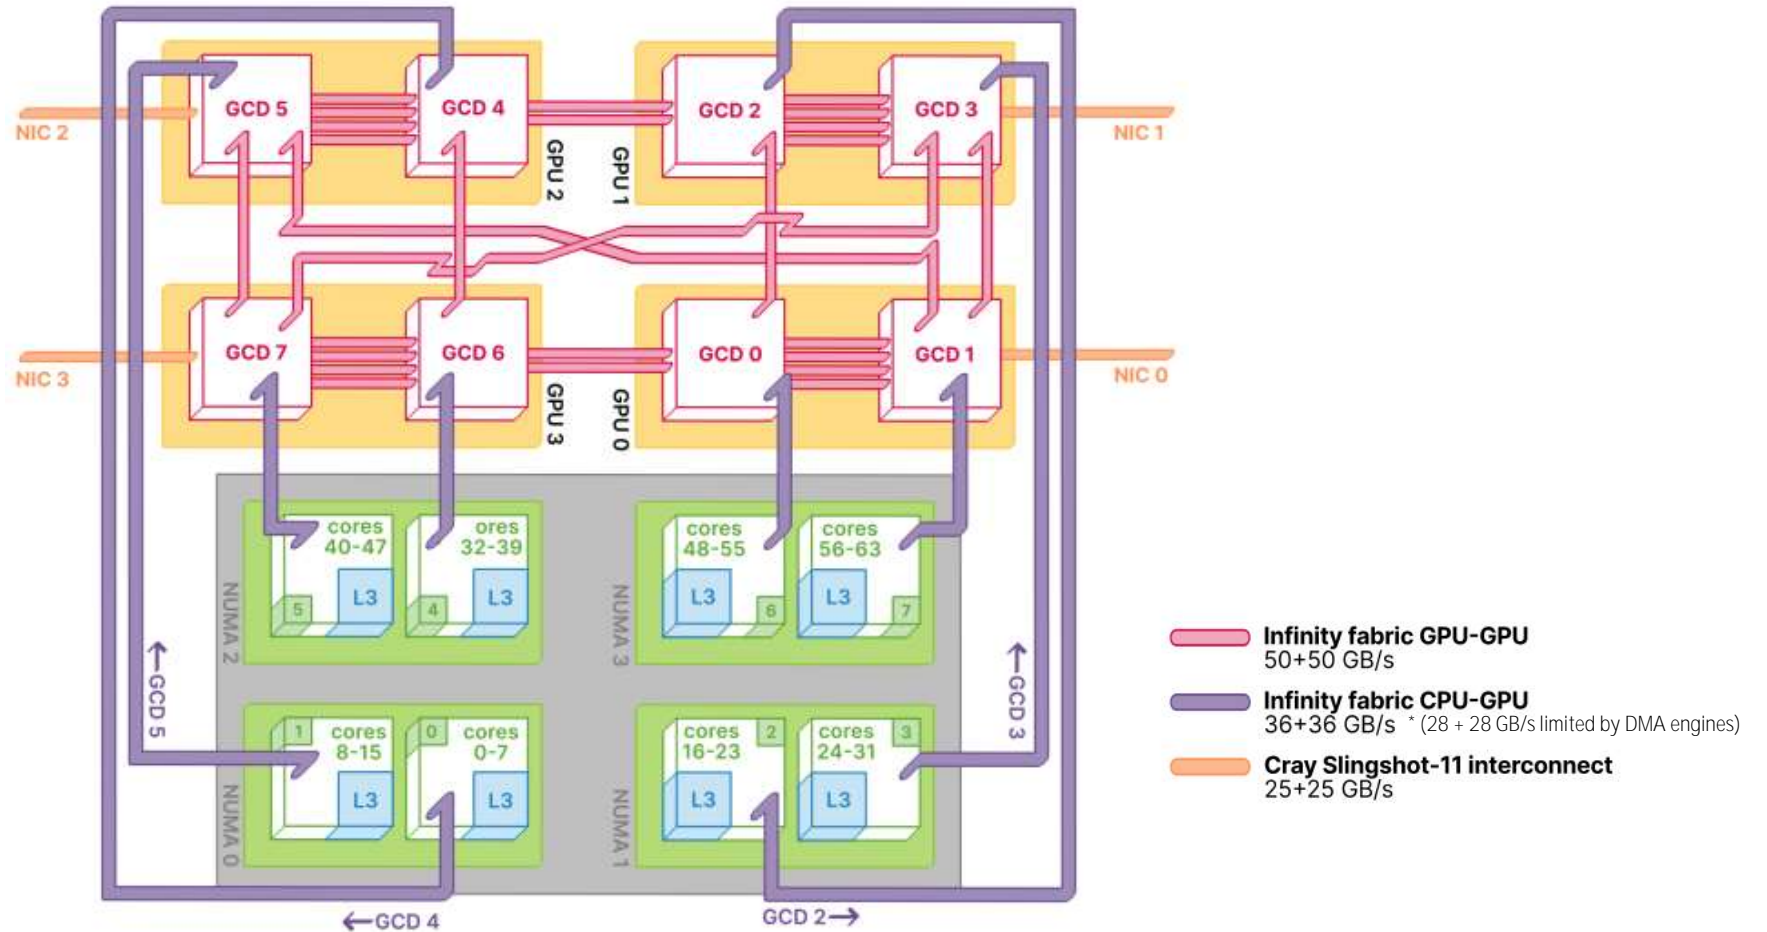 GCD 5
GCD 4
GCD 2
GCD 3
NIC 2
NIC 1
GPU 2
GPU 1
GCD 7
GCD 6
GCD 0
GCD 1
NIC 3
NIC 0
GPU 3
GPU 0
cores
40-47
ores
32-39
cores
48-55
cores
56-63
L3
L3
L3
L3
5
4
6
7
NUMA 2
NUMA 3
←GCD 5
←GCD 3
1
cores
8-15
0
cores
0-7
cores
16-23
2
cores
24-31
3
L3
L3
L3
L3
NUMA 0
NUMA 1
←GCD 4
GCD 2→
Infinity fabric GPU-GPU
50+50 GB/s
Infinity fabric CPU-GPU
36+36 GB/s * (28 + 28 GB/s limited by DMA engines)
Cray Slingshot-11 interconnect
25+25 GB/s